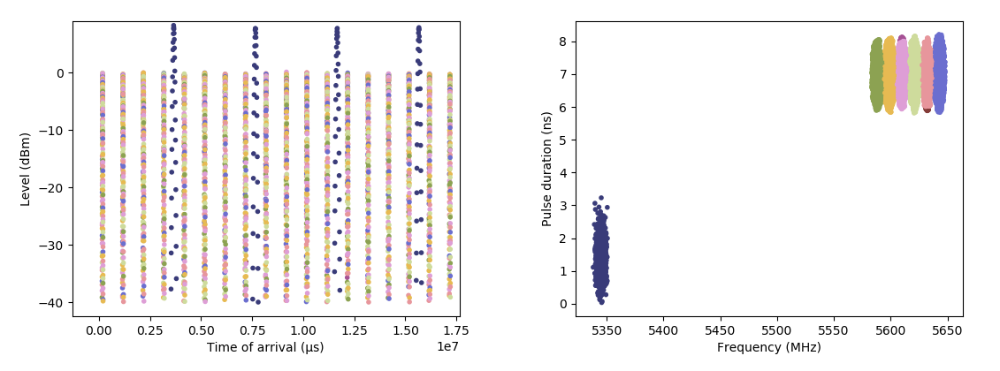 0
−10
−20
−30
−40
Level (dBm)
0.00 0.25 0.50 0.75 1.00 1.25 1.50 1.75
Time of arrival (µs)
1e7
8
7
6
5
4
3
2
1
0
Pulse duration (ns)
5350 5400 5450 5500 5550 5600 5650
Frequency (MHz)